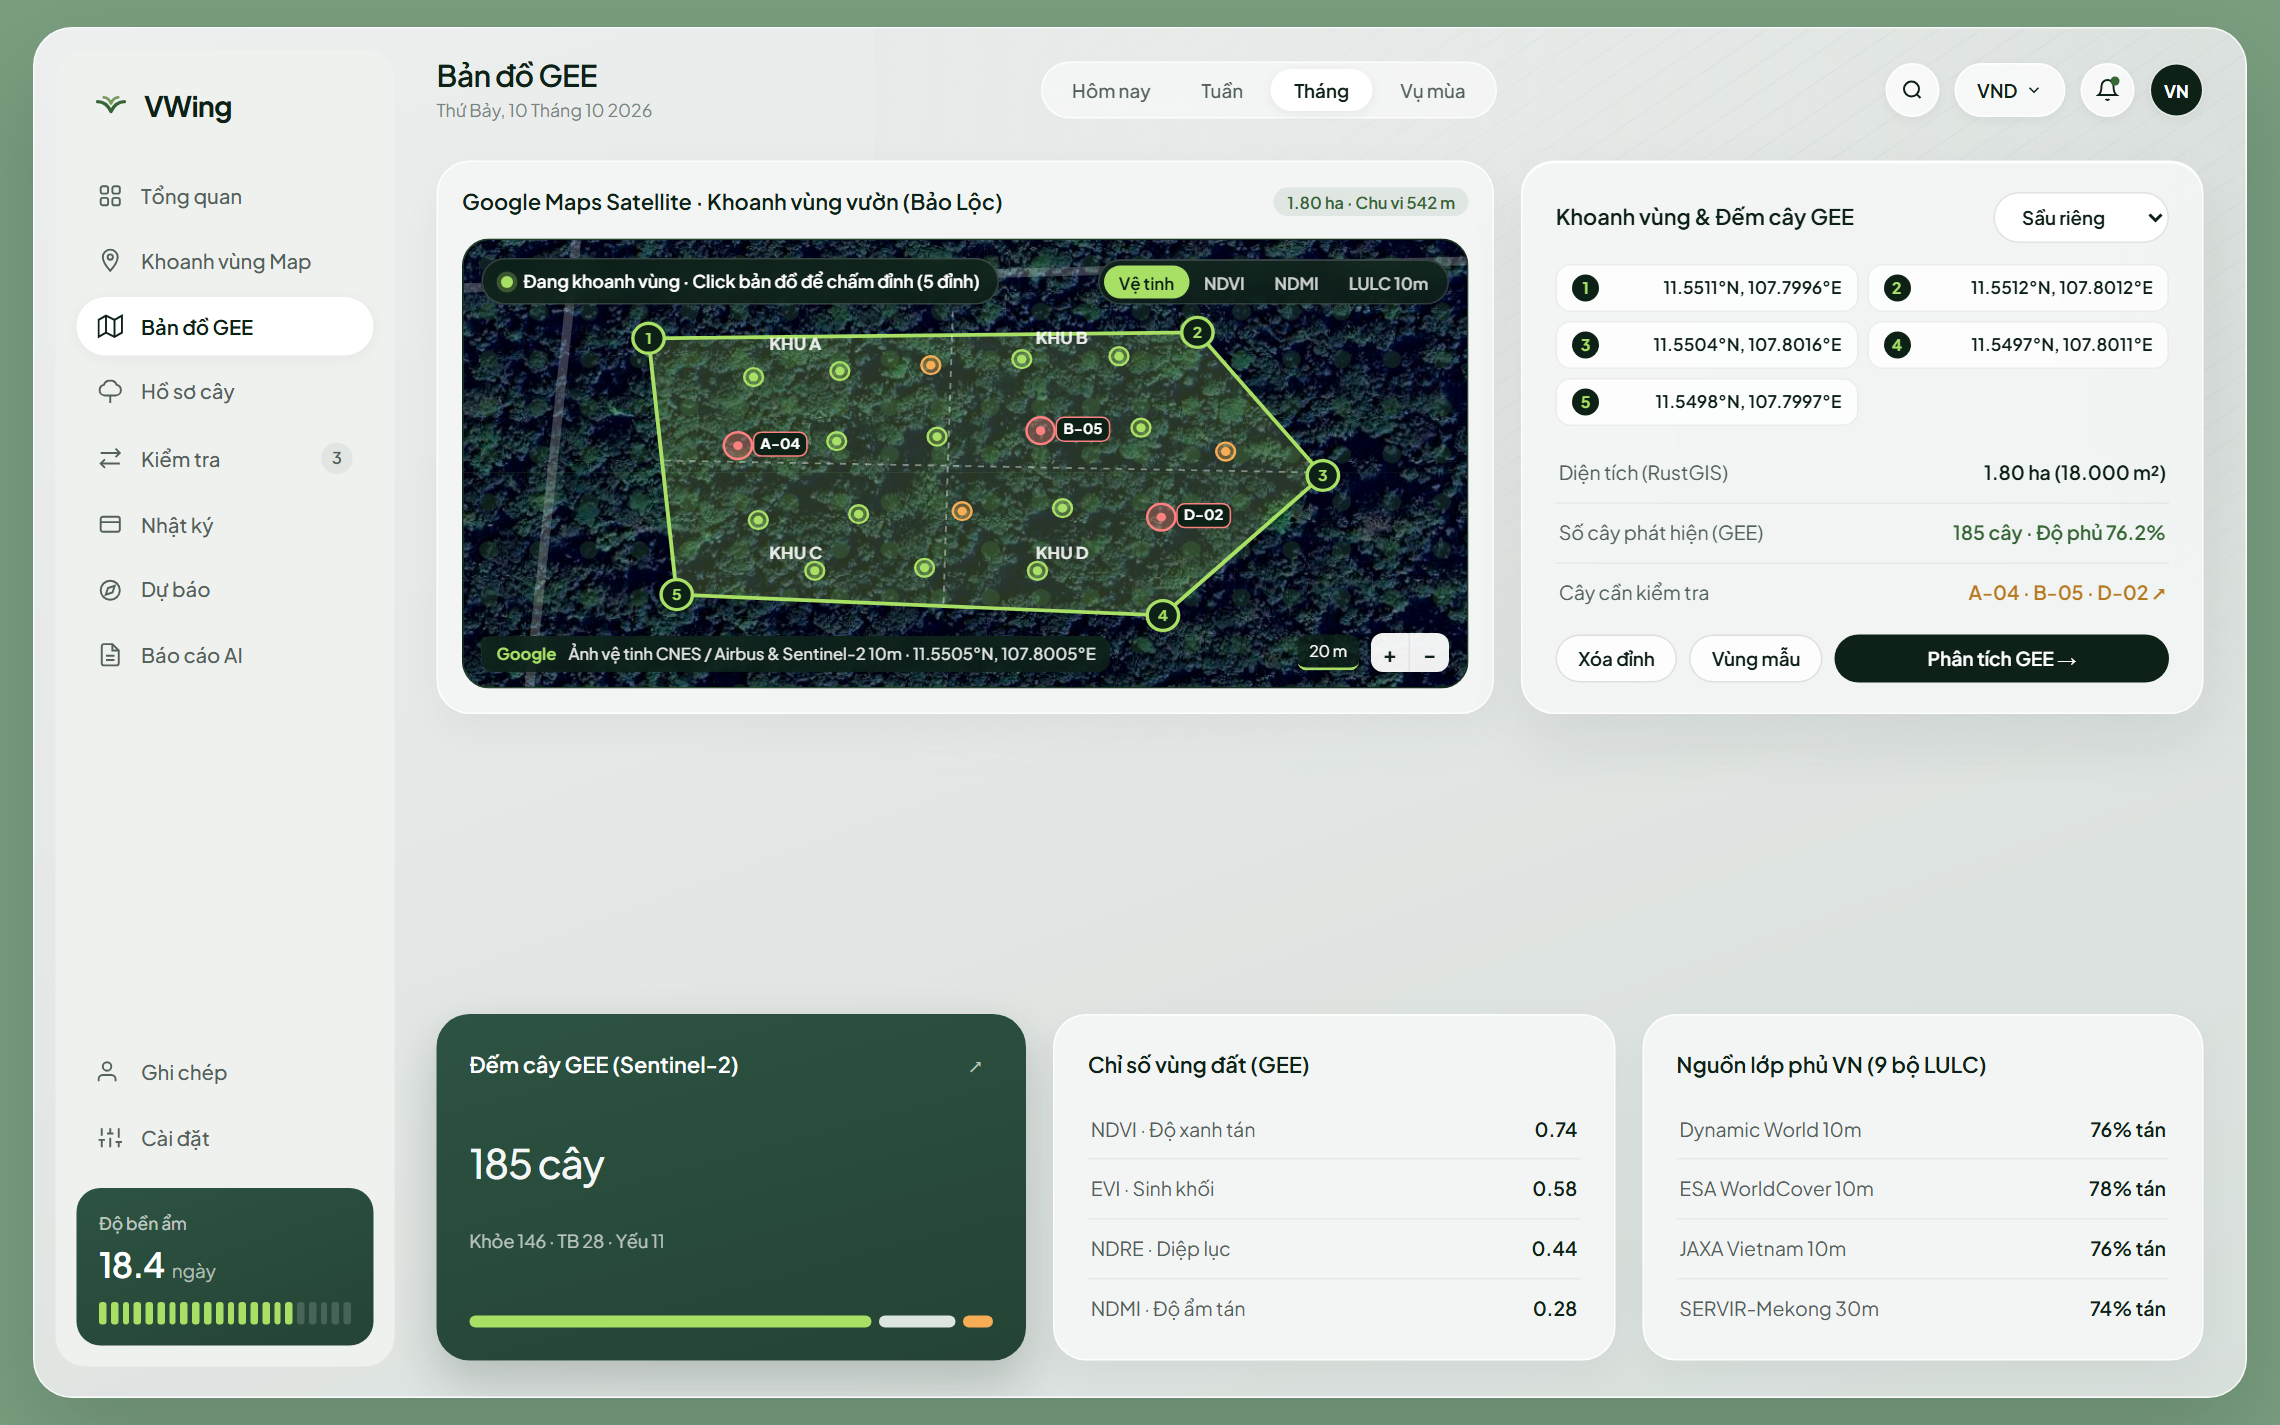 VWing
Tổng quan
Khoanh vùng Map
Bản đồ GEE
Hồ sơ cây
Kiểm tra 3
Nhật ký
Dự báo
Báo cáo AI
Ghi chép
Cài đặt
Độ bền ẩm
18.4 ngày
Bản đồ GEE
Thứ Bảy, 10 Tháng 10 2026
Hôm nay Tuần Tháng Vụ mùa
VND VN
Google Maps Satellite · Khoanh vùng vườn (Bảo Lộc) 1.80 ha · Chu vi 542 m
Đang khoanh vùng · Click bản đồ để chấm đỉnh (5 đỉnh) Vệ tinh NDVI NDMI LULC 10m
1 2
KHU A KHU B
A-04 B-05
3
D-02
KHU C KHU D
5 4
Google Ảnh vệ tinh CNES / Airbus & Sentinel-2 10m · 11.5505°N, 107.8005°E 20 m + −
Khoanh vùng & Đếm cây GEE Sầu riêng
1 11.5511°N, 107.7996°E 2 11.5512°N, 107.8012°E
3 11.5504°N, 107.8016°E 4 11.5497°N, 107.8011°E
5 11.5498°N, 107.7997°E
Diện tích (RustGIS) 1.80 ha (18.000 m²)
Số cây phát hiện (GEE) 185 cây · Độ phủ 76.2%
Cây cần kiểm tra A-04 · B-05 · D-02 ↗
Xóa đỉnh Vùng mẫu Phân tích GEE →
Đếm cây GEE (Sentinel-2) ↗
185 cây
Khỏe 146 · TB 28 · Yếu 11
Chỉ số vùng đất (GEE)
NDVI · Độ xanh tán 0.74
EVI · Sinh khối 0.58
NDRE · Diệp lục 0.44
NDMI · Độ ẩm tán 0.28
Nguồn lớp phủ VN (9 bộ LULC)
Dynamic World 10m 76% tán
ESA WorldCover 10m 78% tán
JAXA Vietnam 10m 76% tán
SERVIR-Mekong 30m 74% tán